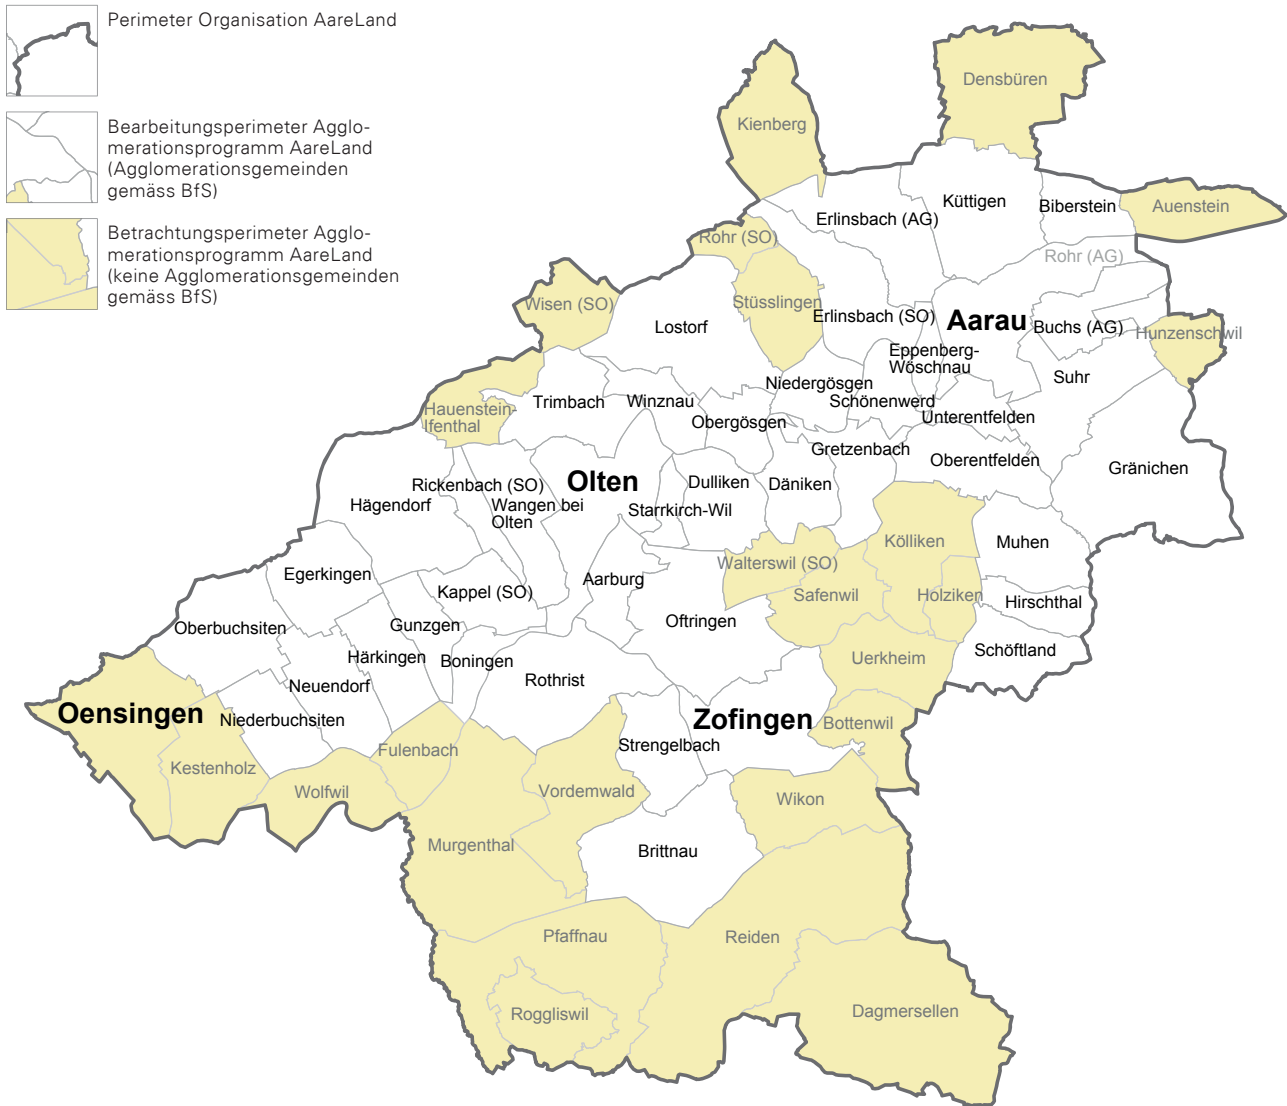 Perimeter Organisation AareLand
Bearbeitungsperimeter Agglo-
merationsprogramm AareLand
(Agglomerationsgemeinden
gemäss BfS)
Betrachtungsperimeter Agglo-
merationsprogramm AareLand
(keine Agglomerationsgemeinden
gemäss BfS)
Densbüren
Kienberg
Küttigen
Biberstein
Auenstein
Erlinsbach (AG)
Rohr (SO)
Rohr (AG)
Wisen (SO)
Stüsslingen
Lostorf
Erlinsbach (SO)
Aarau
Buchs (AG)
Hunzenschwil
Eppenberg-
Wöschnau
Suhr
Niedergösgen
Schönenwerd
Hauenstein-
Ifenthal
Trimbach
Winznau
Obergösgen
Unterentfelden
Gretzenbach
Oberentfelden
Gränichen
Rickenbach (SO)
Hägendorf
Wangen bei
Olten
Olten
Dulliken
Däniken
Starrkirch-Wil
Kölliken
Muhen
Egerkingen
Kappel (SO)
Aarburg
Walterswil (SO)
Safenwil
Holziken
Hirschthal
Oberbuchsiten
Gunzgen
Oftringen
Härkingen
Boningen
Schöftland
Uerkheim
Neuendorf
Rothrist
Oensingen
Niederbuchsiten
Zofingen
Bottenwil
Fulenbach
Strengelbach
Kestenholz
Wolfwil
Vordemwald
Wikon
Murgenthal
Brittnau
Pfaffnau
Reiden
Roggliswil
Dagmersellen